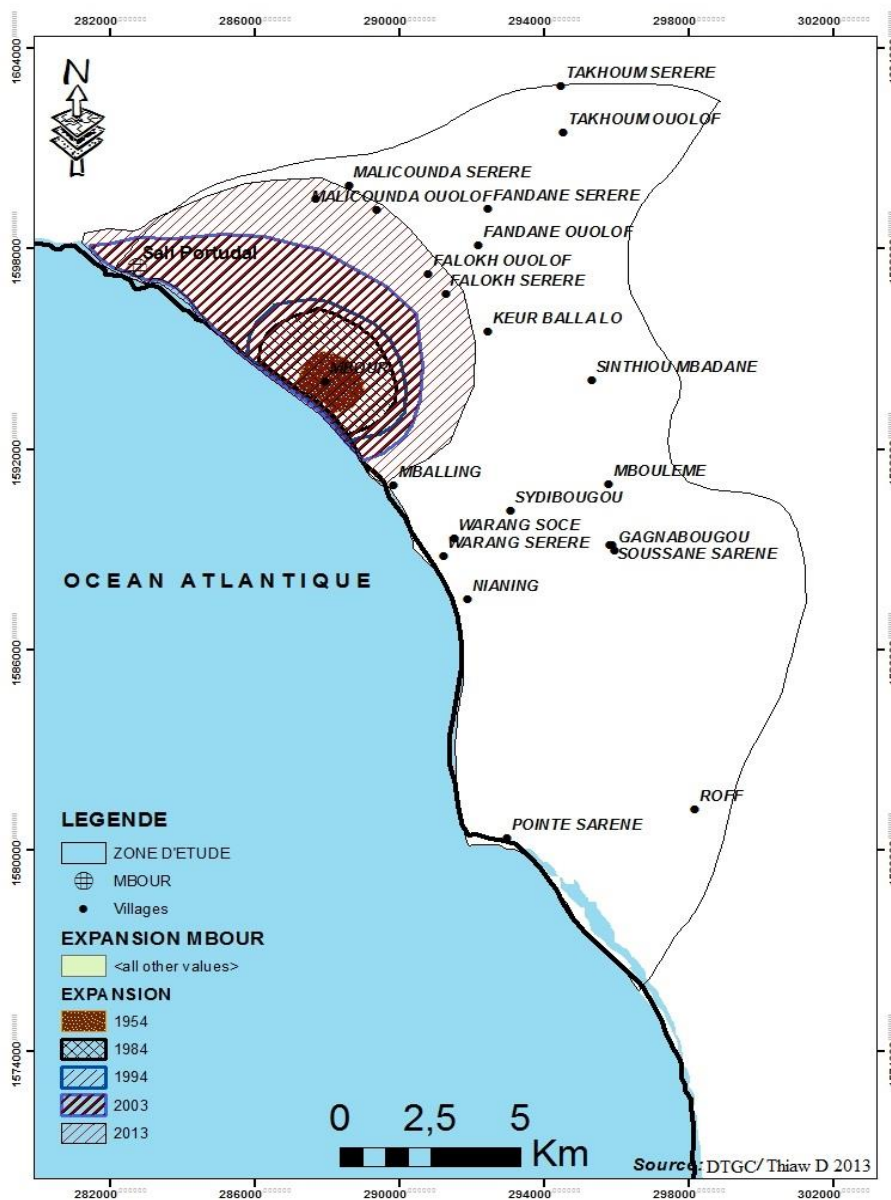 282000 286000 290000 294000 298000 302000
1604000
N
TAKHOUM SERERE
TAKHOUM OUOLOF
MALICOUNDA SERERE
MALICOUNDA OUOLOF
FANDANE SERERE
FANDANE OUOLOF
1598000
Sali Portudal
FALOKH OUOLOF
FALOKH SERERE
KEUR BALLA LO
MBOUR
SINTHIOU MBADANE
1592000
MBALLING
MBOULEME
SYDIBOUGOU
WARANG SOCE
GAGNABOUGOU
WARANG SERERE
SOUSSANE SARENE
OCEAN ATLANTIQUE
NIANING
1586000
ROFF
POINTE SARENE
1580000
LEGENDE
ZONE D'ETUDE
MBOUR
Villages
EXPANSION MBOUR
<all other values>
EXPANSION
1954
1984
1994
2003
2013
1574000
0 2,5 5
Km
Source: DTGC/ Thiaw D 2013
282000 286000 290000 294000 298000 302000